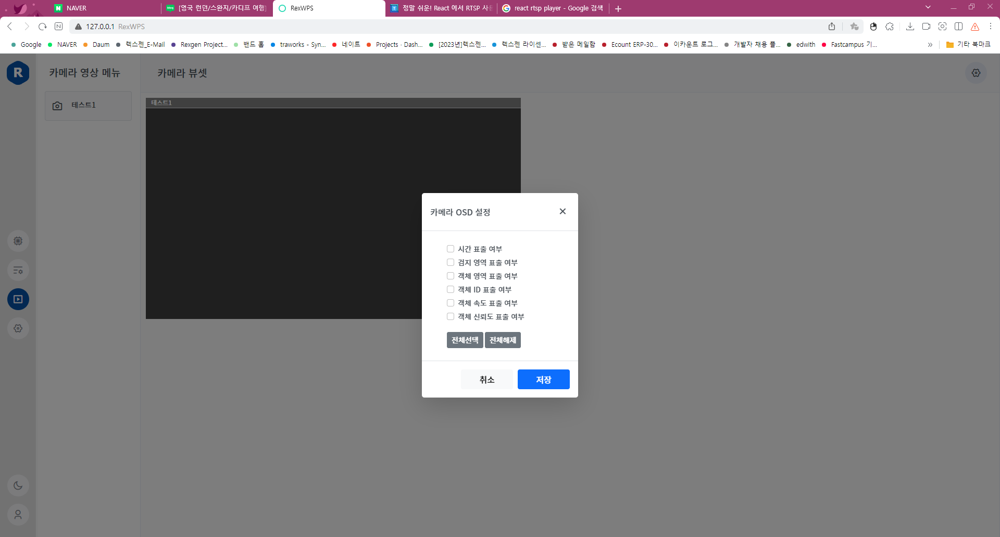 NAVER
[영국 런던/스완지/카디프 여행]
RexWPS
정말 쉬운! React 에서 RTSP 사용
react rtsp player - Google 검색
127.0.0.1 RexWPS
Google
NAVER
Daum
렉스젠_E-Mail
Rexgen Project...
밴드 홈
traworks - Syn...
네이트
Projects · Dash...
[2023년]렉스젠...
렉스젠 라이센...
받은 메일함
Ecount ERP-30...
이카운트 로그...
개발자 채용 플...
edwith
Fastcampus 기...
기타 북마크
R
카메라 영상 메뉴
카메라 뷰셋
테스트1
테스트1
카메라 OSD 설정
시간 표출 여부
검지 영역 표출 여부
객체 영역 표출 여부
객체 ID 표출 여부
객체 속도 표출 여부
객체 신뢰도 표출 여부
전체선택 전체해제
취소
저장